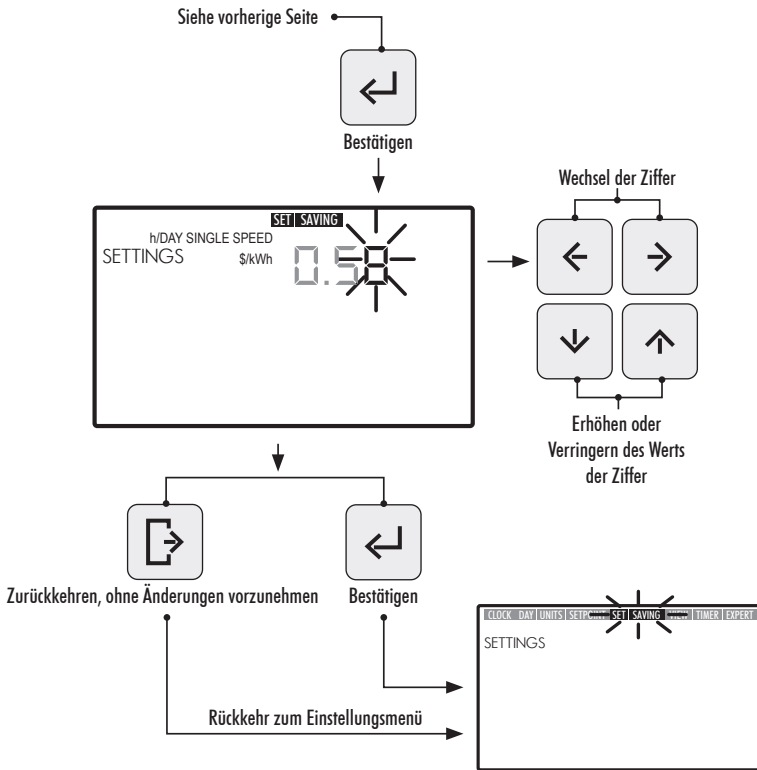 Siehe vorherige Seite
Bestätigen
Wechsel der Ziffer
SET SAVING
h/DAY SINGLE SPEED
SETTINGS $/kWh 0.58
Erhöhen oder
Verringern des Werts
der Ziffer
Zurückkehren, ohne Änderungen vorzunehmen
Bestätigen
CLOCK DAY UNITS SETPOINT SET SAVING VIEW TIMER EXPERT
SETTINGS
Rückkehr zum Einstellungsmenü